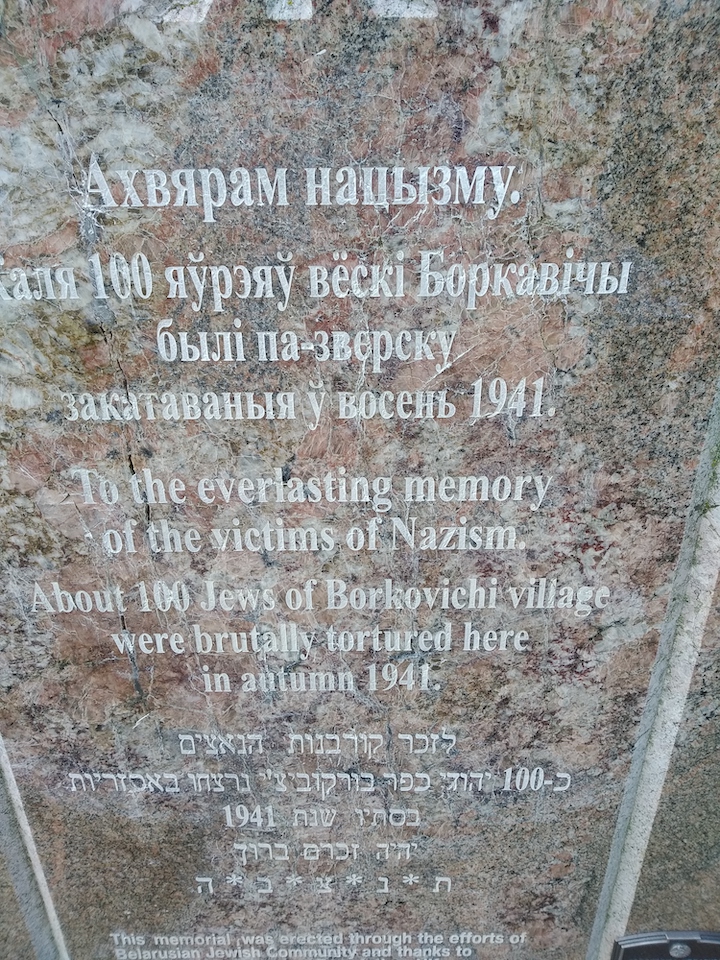 Ахвярам нацызму.
Каля 100 яўрэяў вёскі Боркавічы
былі па-зверску
закатаваныя ў восень 1941.
To the everlasting memory
of the victims of Nazism.
About 100 Jews of Borkovichi village
were brutally tortured here
in autumn 1941.
לזכר קורבנות הנאצים
כ-100 יהודי כפר בורקוביצ'י נרצחו באכזריות
בסתיו שנת 1941
יהיה זכרם ברוך
ת * נ * צ * ב * ה
This memorial was erected through the efforts of
Belarusian Jewish Community and thanks to